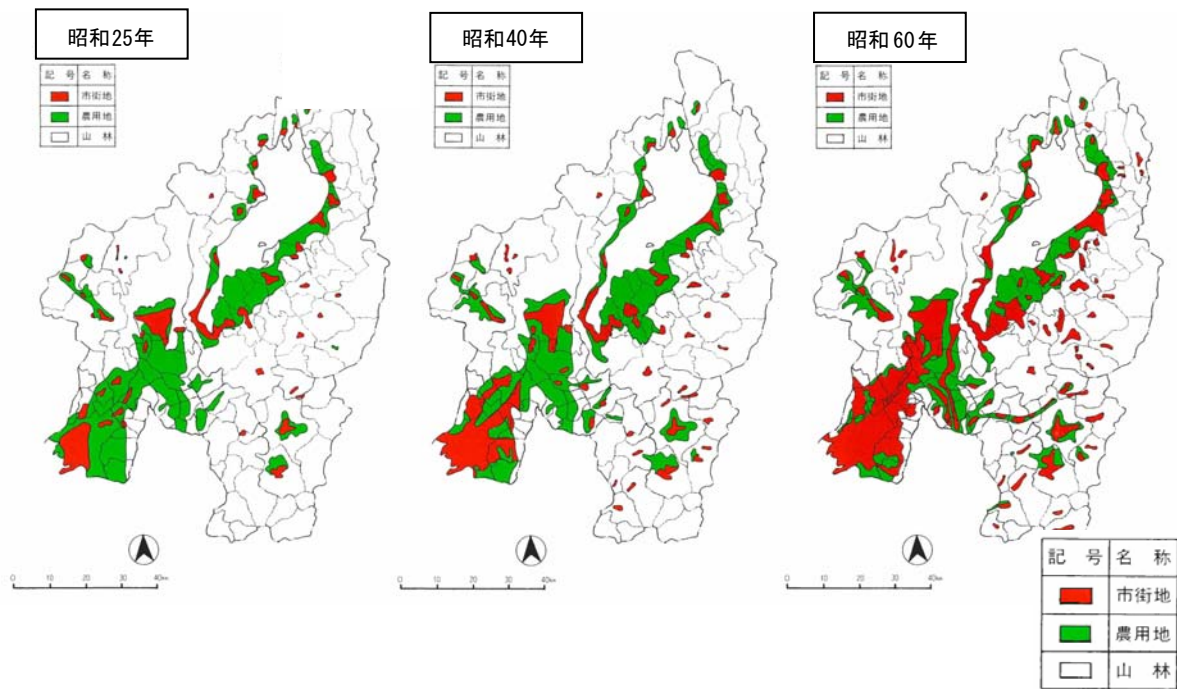 昭和25年
記 号 名 称
市街地
農用地
山 林
0 10 20 30 40km
昭和40年
記 号 名 称
市街地
農用地
山 林
0 10 20 30 40km
昭和60年
記 号 名 称
市街地
農用地
山 林
0 10 20 30 40km
記 号 名 称
市街地
農用地
山 林